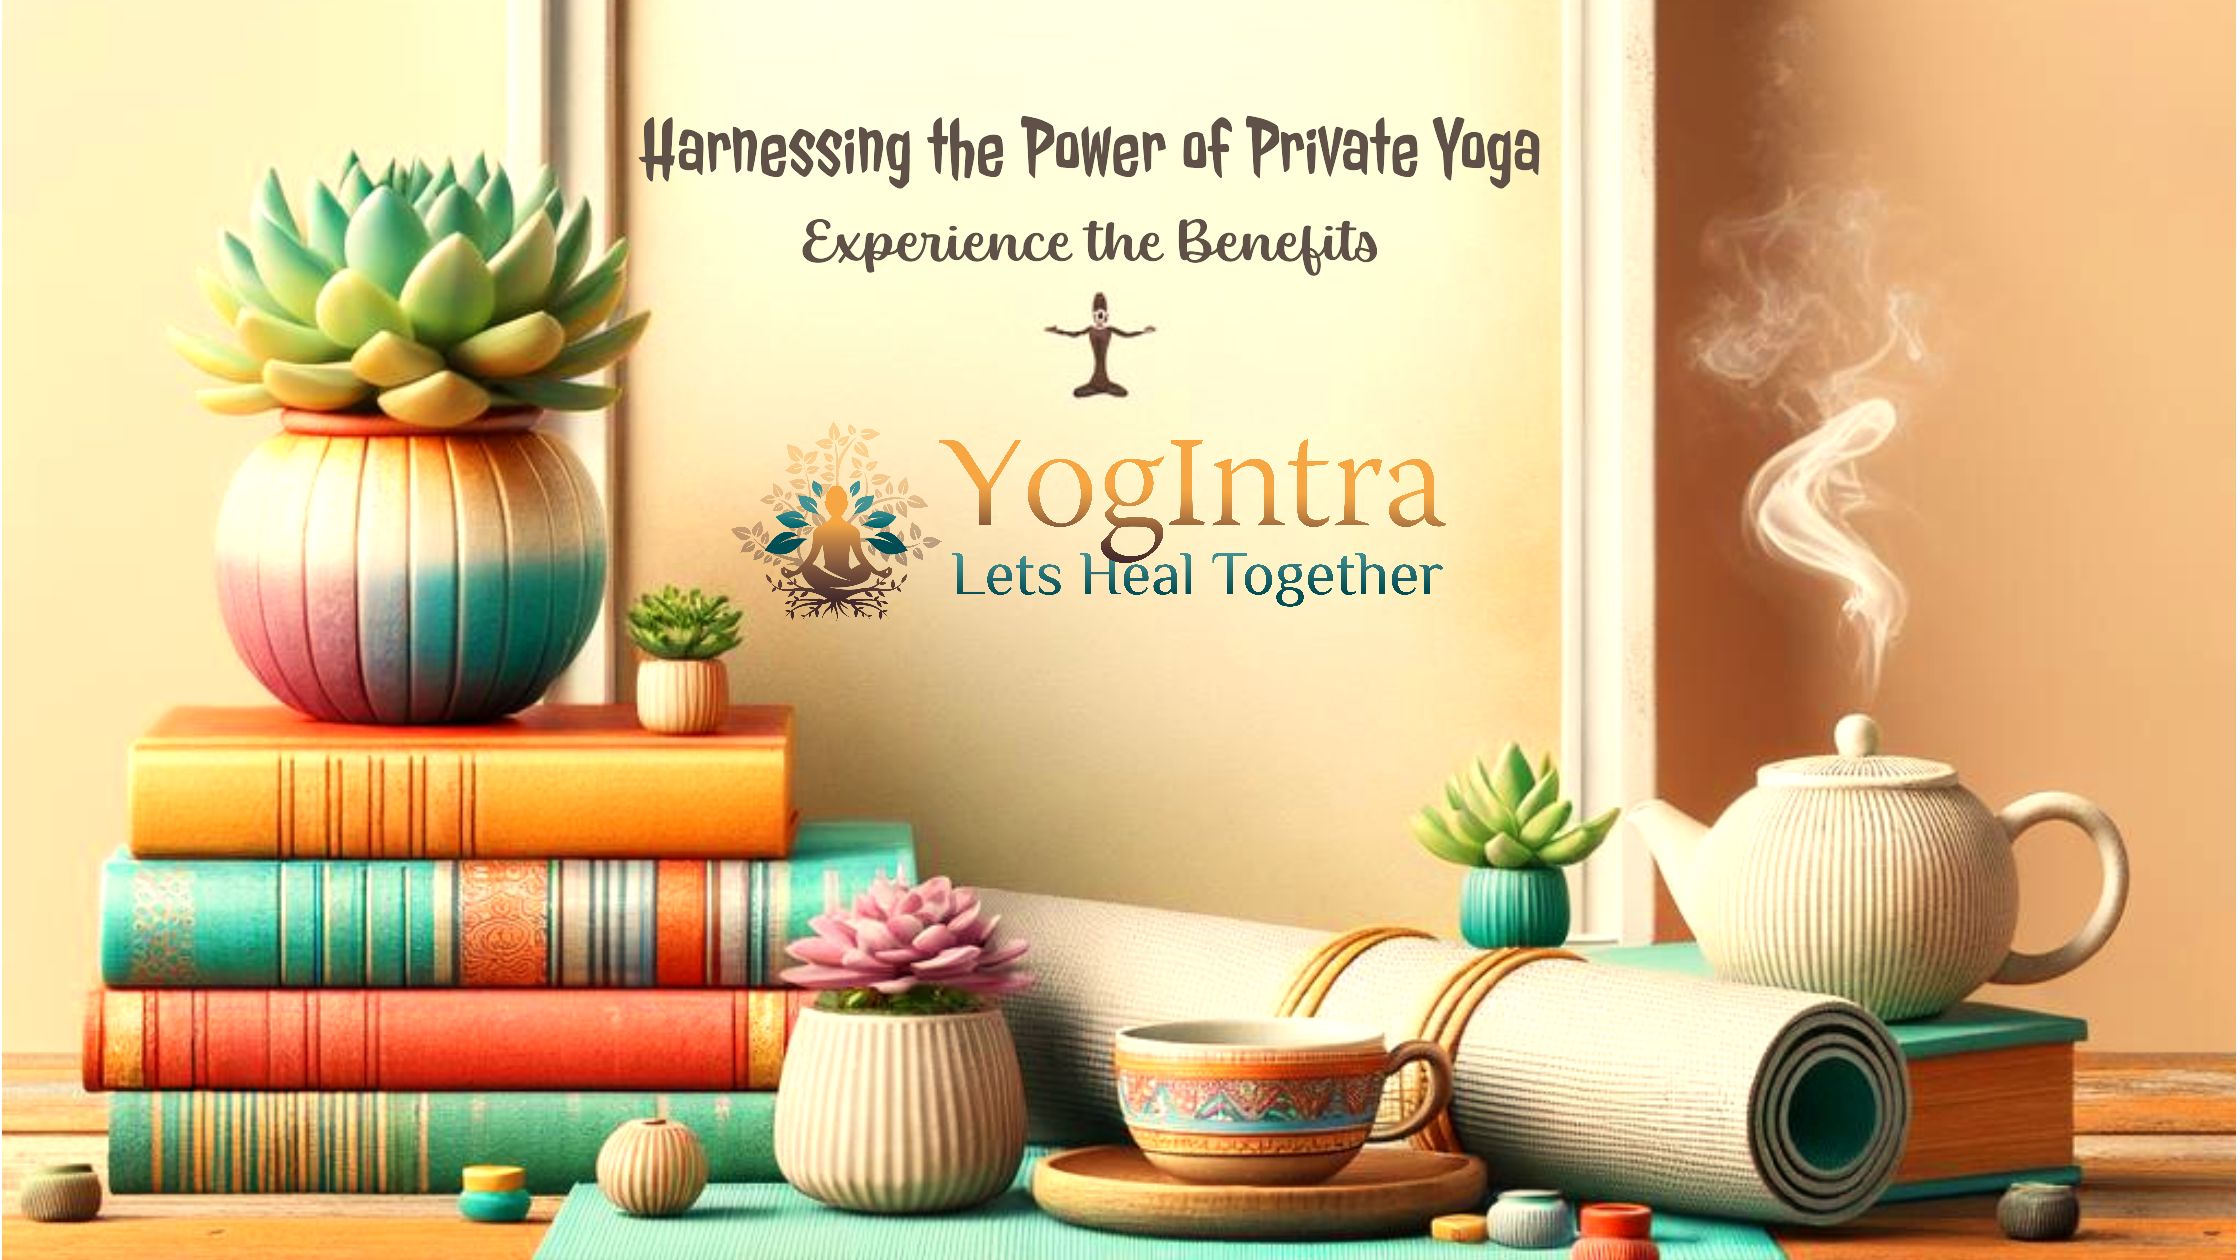 Harnessing the Power of Private Yoga
Experience the Benefits
YogIntra
Lets Heal Together